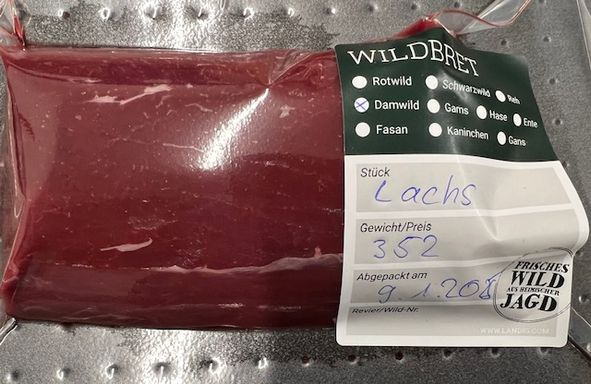 WILDBRET
Rotwild Schwarzwild Reh
Damwild Gams Hase Ente
Fasan Kaninchen Gans
Stück
Lachs
Gewicht/Preis
352
Abgepackt am
9.1.20
Revier/Wild-Nr.
FRISCHES
WILD
AUS HEIMISCHER
JAGD
WWW.LANDIG.COM